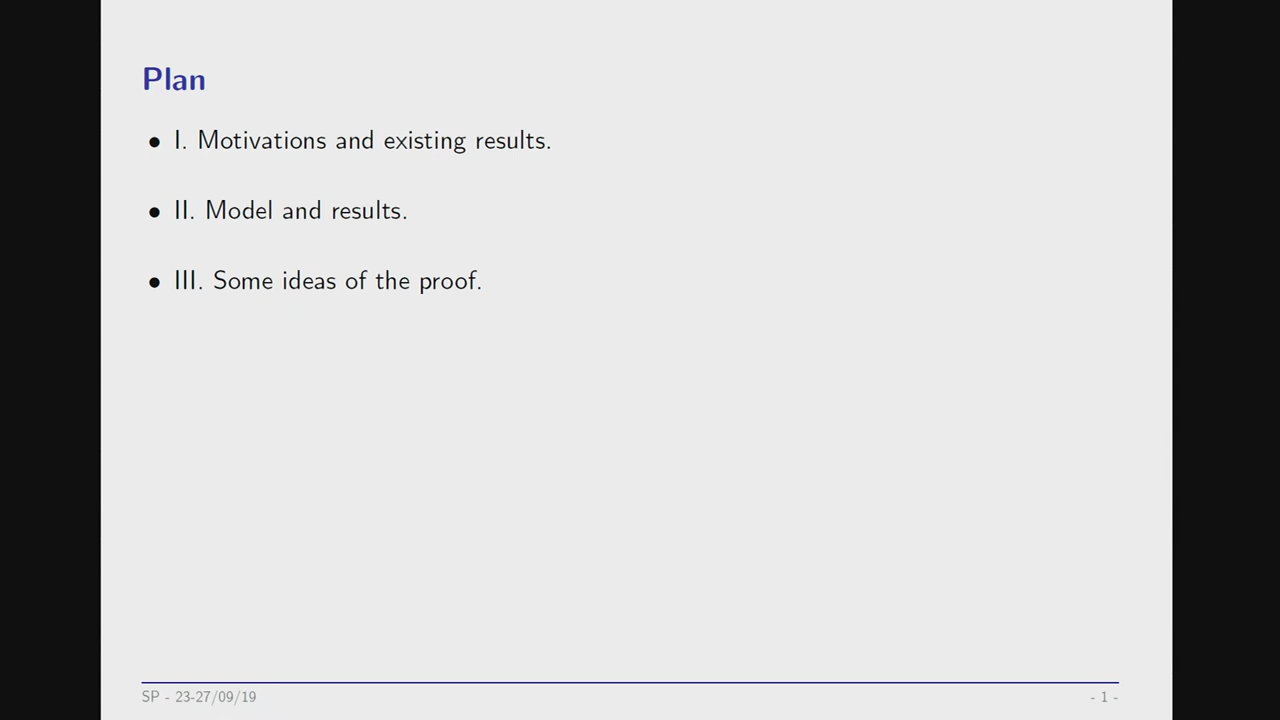 Plan
• I. Motivations and existing results.
• II. Model and results.
• III. Some ideas of the proof.
SP - 23-27/09/19
- 1 -